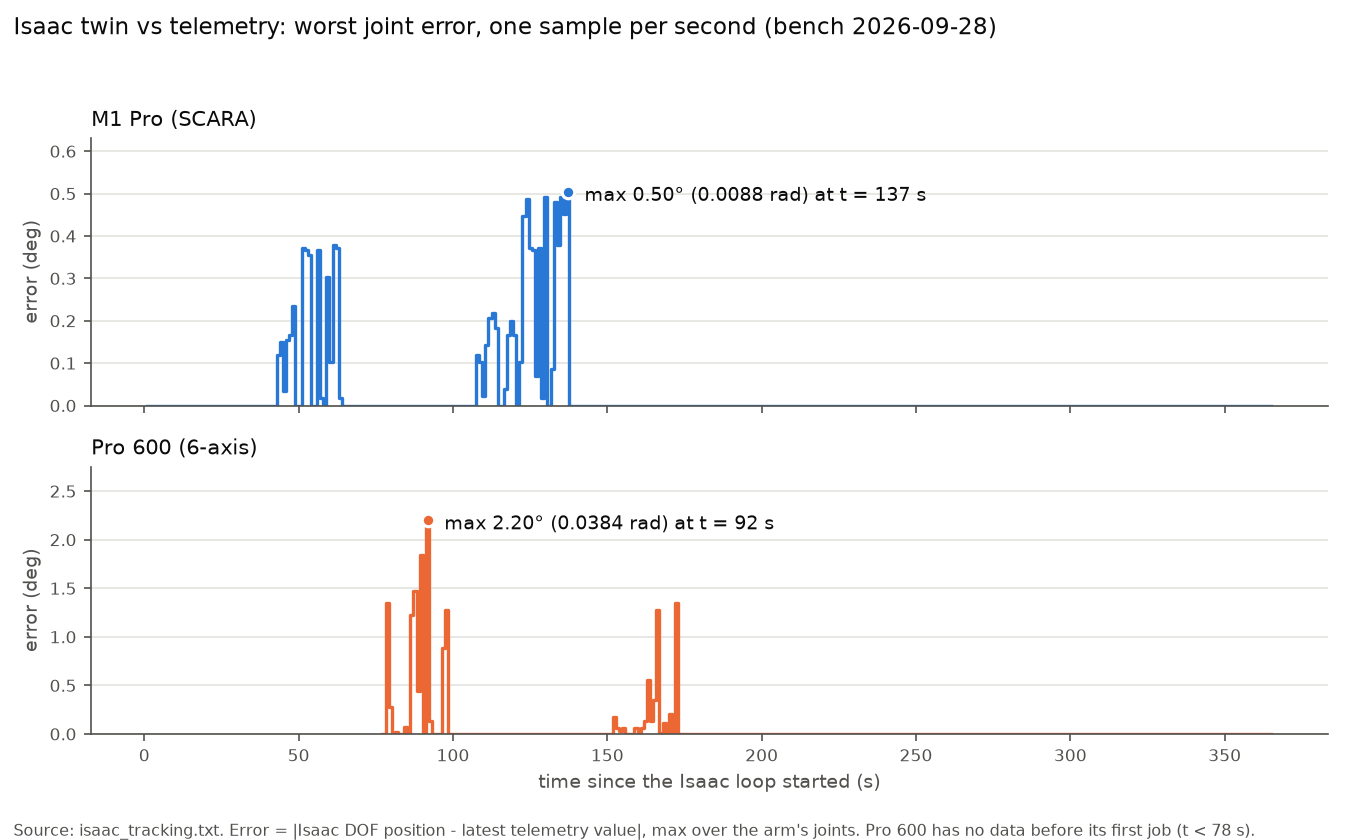 Isaac twin vs telemetry: worst joint error, one sample per second (bench 2026-09-28)
M1 Pro (SCARA)
0.6
0.5
0.4
0.3
0.2
0.1
0.0
error (deg)
max 0.50° (0.0088 rad) at t = 137 s
Pro 600 (6-axis)
2.5
2.0
1.5
1.0
0.5
0.0
error (deg)
max 2.20° (0.0384 rad) at t = 92 s
0 50 100 150 200 250 300 350
time since the Isaac loop started (s)
Source: isaac_tracking.txt. Error = |Isaac DOF position - latest telemetry value|, max over the arm's joints. Pro 600 has no data before its first job (t < 78 s).